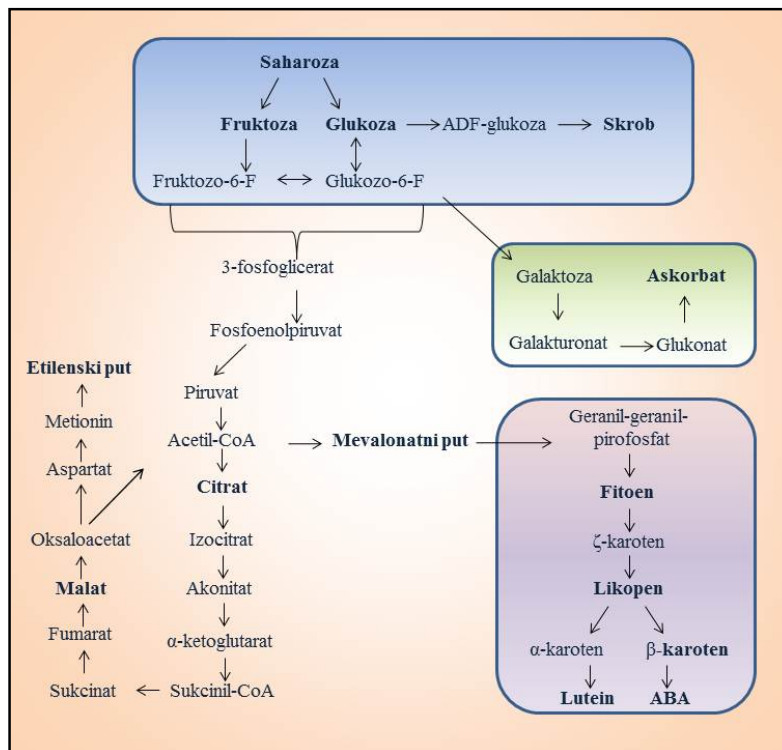 Saharoza
Fruktoza Glukoza ADF-glukoza Skrob
Fruktozo-6-F Glukozo-6-F
3-fosfoglicerat
Fosfoenolpiruvat
Piruvat
Acetil-CoA
Citrat
Izocitrat
Akonitat
α-ketoglutarat
Sukcinil-CoA
Sukcinat
Fumarat
Malat
Oksaloacetat
Aspartat
Metionin
Etilenski put
Galaktoza
Galakturonat
Glukonat
Askorbat
Mevalonatni put
Geranil-geranil-
pirofosfat
Fitoen
ζ-karoten
Likopen
α-karoten β-karoten
Lutein ABA